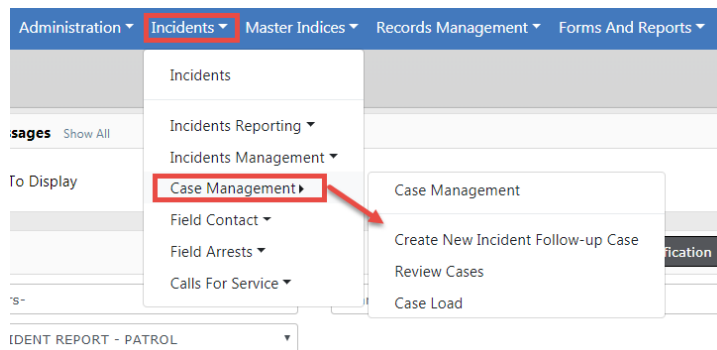 Administration Incidents Master Indices Records Management Forms And Reports
Incidents
Show All
Incidents Reporting
Incidents Management
To Display
Case Management
Case Management
Field Contact
Create New Incident Follow-up Case
Field Arrests
Review Cases
Calls For Service
Case Load
REPORT - PATROL